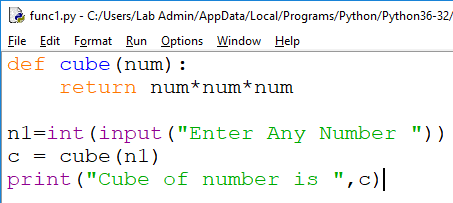 func1.py - C:/Users/Lab Admin/AppData/Local/Programs/Python/Python36-32/
File Edit Format Run Options Window Help
def cube(num):
    return num*num*num
n1=int(input("Enter Any Number "))
c = cube(n1)
print("Cube of number is ",c)